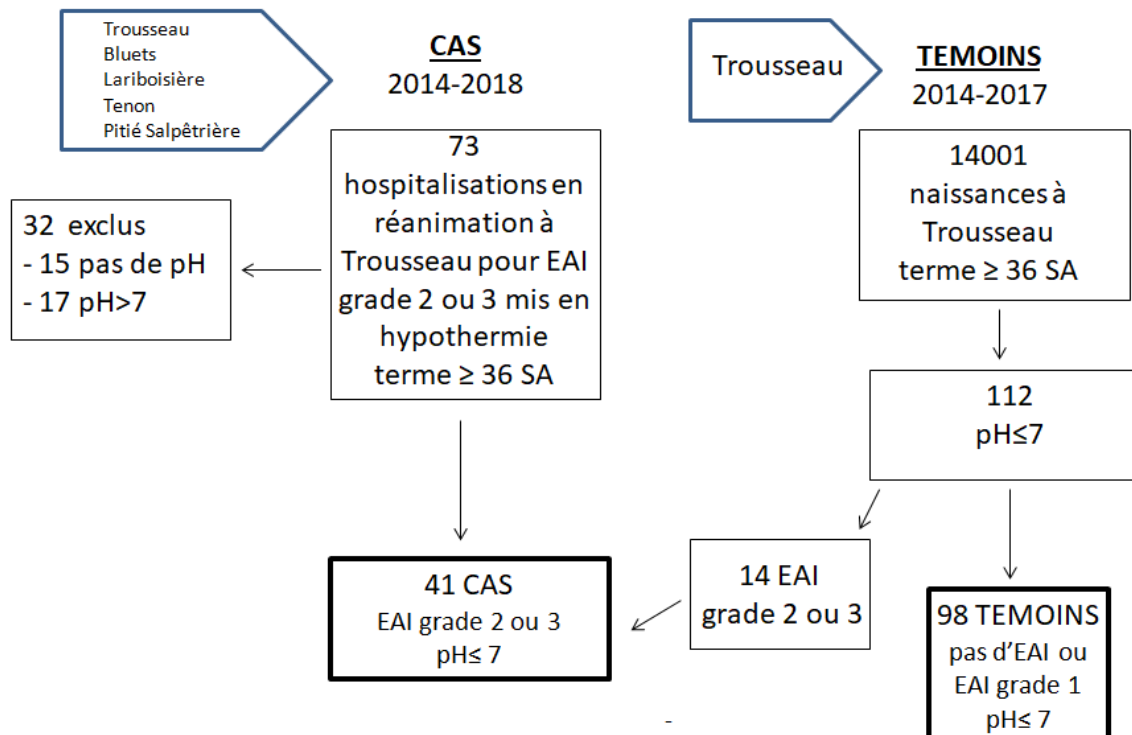 Trousseau
Bluets
Lariboisière
Tenon
Pitié Salpêtrière
CAS
2014-2018
Trousseau
TEMOINS
2014-2017
73
hospitalisations en
réanimation à
Trousseau pour EAI
grade 2 ou 3 mis en
hypothermie
terme ≥ 36 SA
14001
naissances à
Trousseau
terme ≥ 36 SA
32 exclus
- 15 pas de pH
- 17 pH>7
112
pH≤7
41 CAS
EAI grade 2 ou 3
pH≤ 7
14 EAI
grade 2 ou 3
98 TEMOINS
pas d’EAI ou
EAI grade 1
pH≤ 7
-